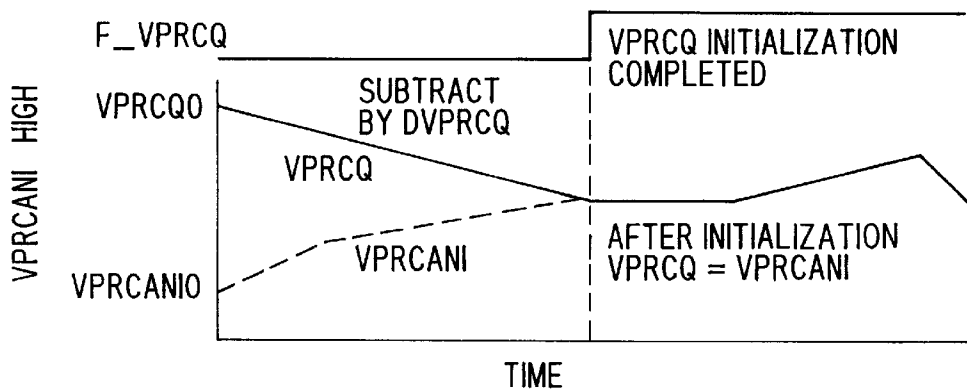 F_VPRCQ
VPRCQ INITIALIZATION
COMPLETED
VPRCANI HIGH
VPRCQ0
SUBTRACT
BY DVPRCQ
VPRCQ
VPRCANI
VPRCANI0
AFTER INITIALIZATION
VPRCQ = VPRCANI
TIME